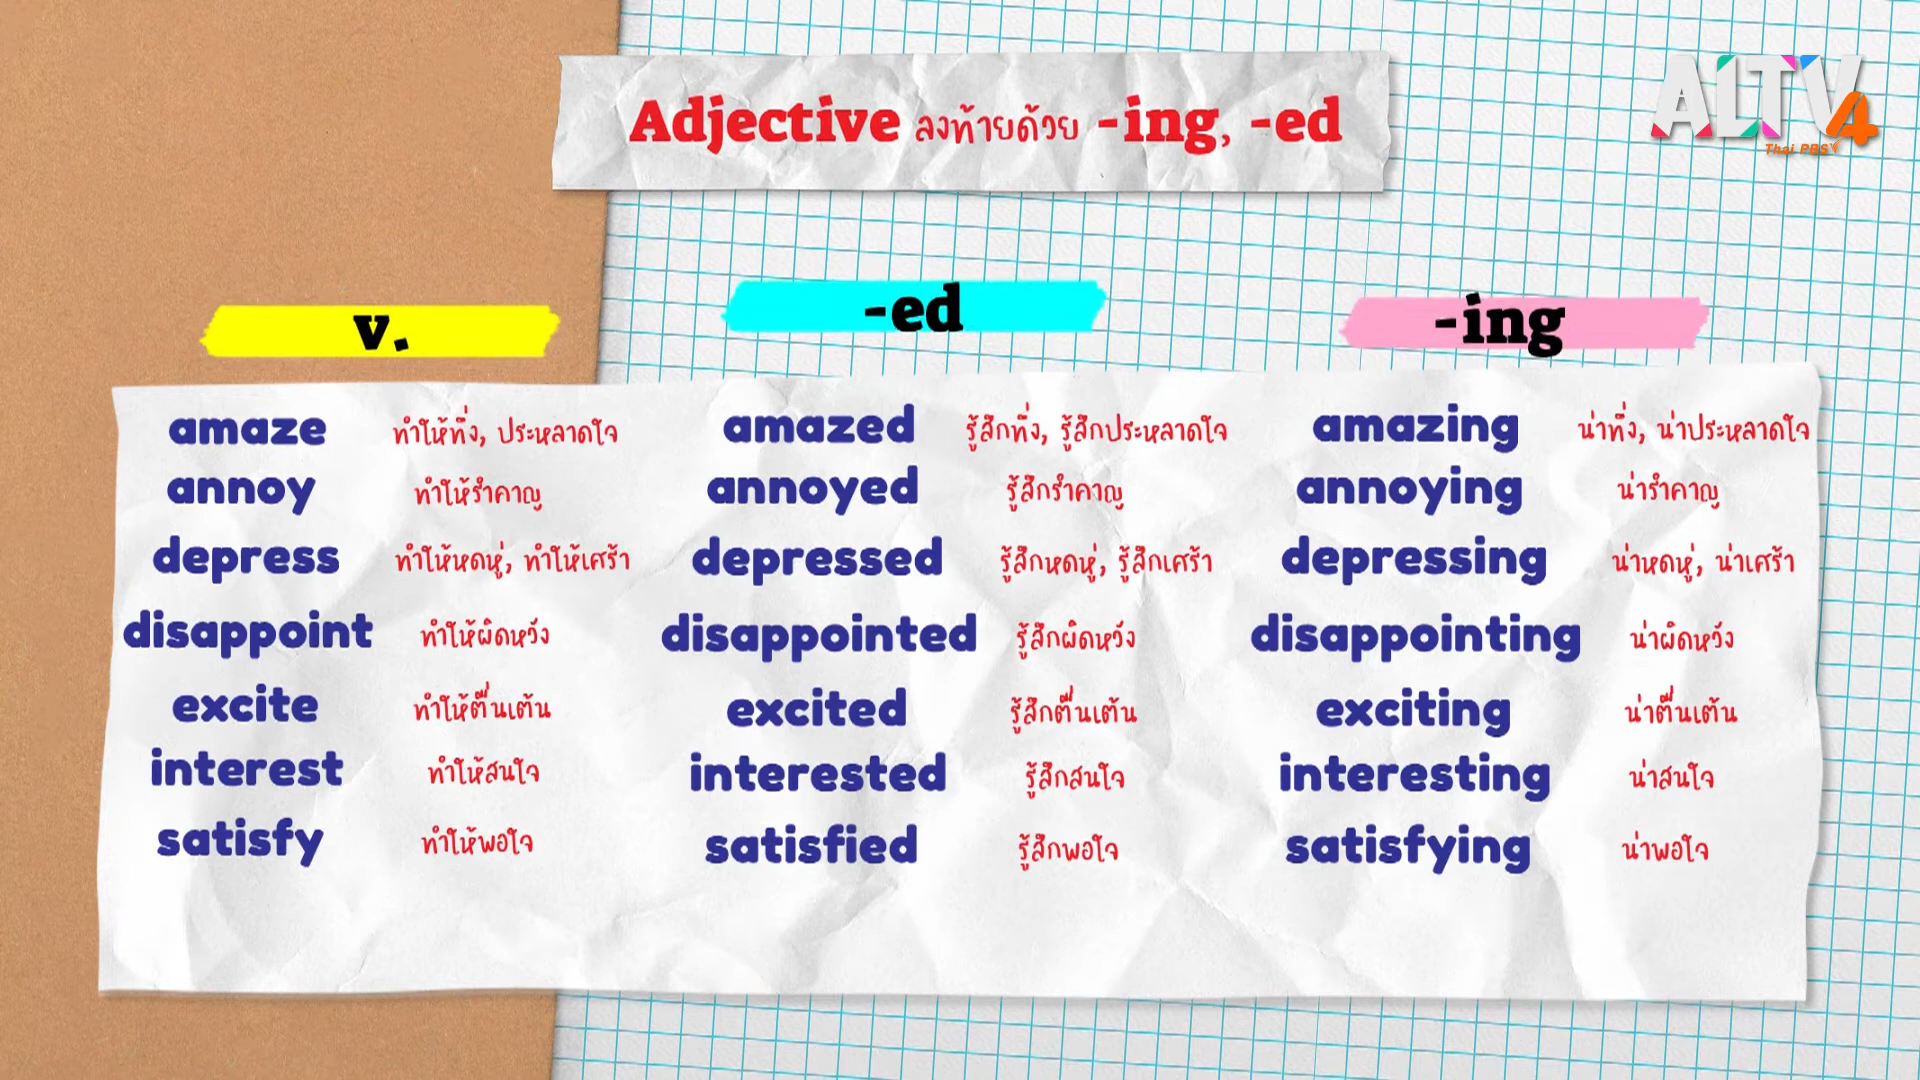 ALTV4
Thai PBS
Adjective ลงท้ายด้วย -ing, -ed
v. -ed -ing
amaze ทำให้ทึ่ง, ประหลาดใจ amazed รู้สึกทึ่ง, รู้สึกประหลาดใจ amazing น่าทึ่ง, น่าประหลาดใจ
annoy ทำให้รำคาญ annoyed รู้สึกรำคาญ annoying น่ารำคาญ
depress ทำให้หดหู่, ทำให้เศร้า depressed รู้สึกหดหู่, รู้สึกเศร้า depressing น่าหดหู่, น่าเศร้า
disappoint ทำให้ผิดหวัง disappointed รู้สึกผิดหวัง disappointing น่าผิดหวัง
excite ทำให้ตื่นเต้น excited รู้สึกตื่นเต้น exciting น่าตื่นเต้น
interest ทำให้สนใจ interested รู้สึกสนใจ interesting น่าสนใจ
satisfy ทำให้พอใจ satisfied รู้สึกพอใจ satisfying น่าพอใจ